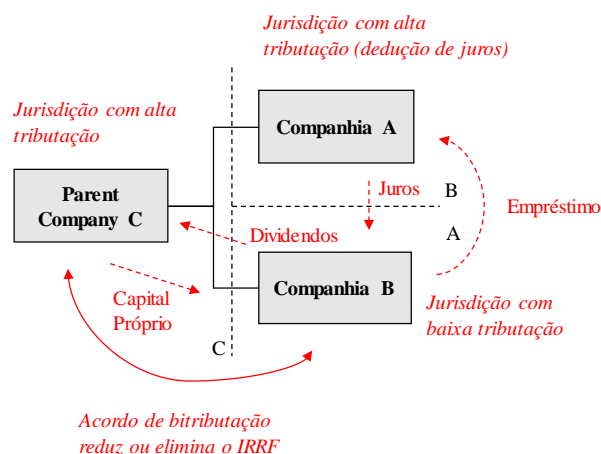 Jurisdição com alta
tributação (dedução de juros)
Jurisdição com alta
tributação
Companhia A
Parent
Company C
Juros
B
Empréstimo
A
Dividendos
Capital
Próprio
Companhia B
Jurisdição com
baixa tributação
C
Acordo de bitributação
reduz ou elimina o IRRF